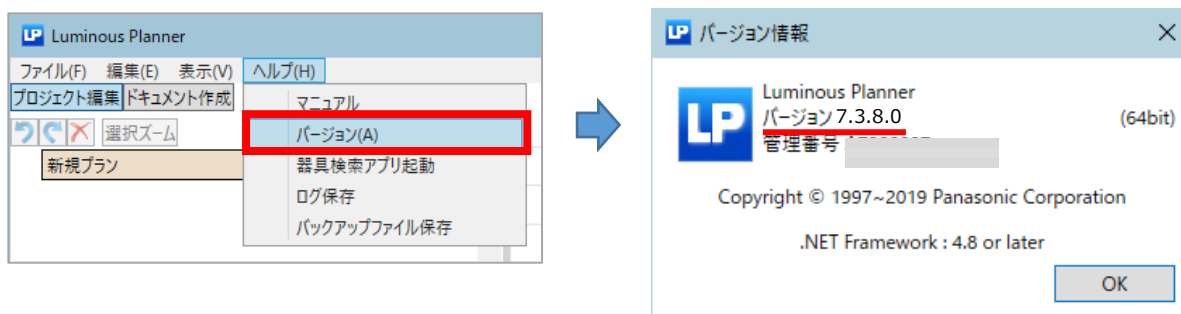 LP Luminous Planner
ファイル(F) 編集(E) 表示(V) ヘルプ(H)
プロジェクト編集 ドキュメント作成
選択ズーム
新規プラン
マニュアル
バージョン(A)
器具検索アプリ起動
ログ保存
バックアップファイル保存
LP バージョン情報
LP
Luminous Planner
バージョン 7.3.8.0 (64bit)
管理番号
Copyright © 1997~2019 Panasonic Corporation
.NET Framework : 4.8 or later
OK